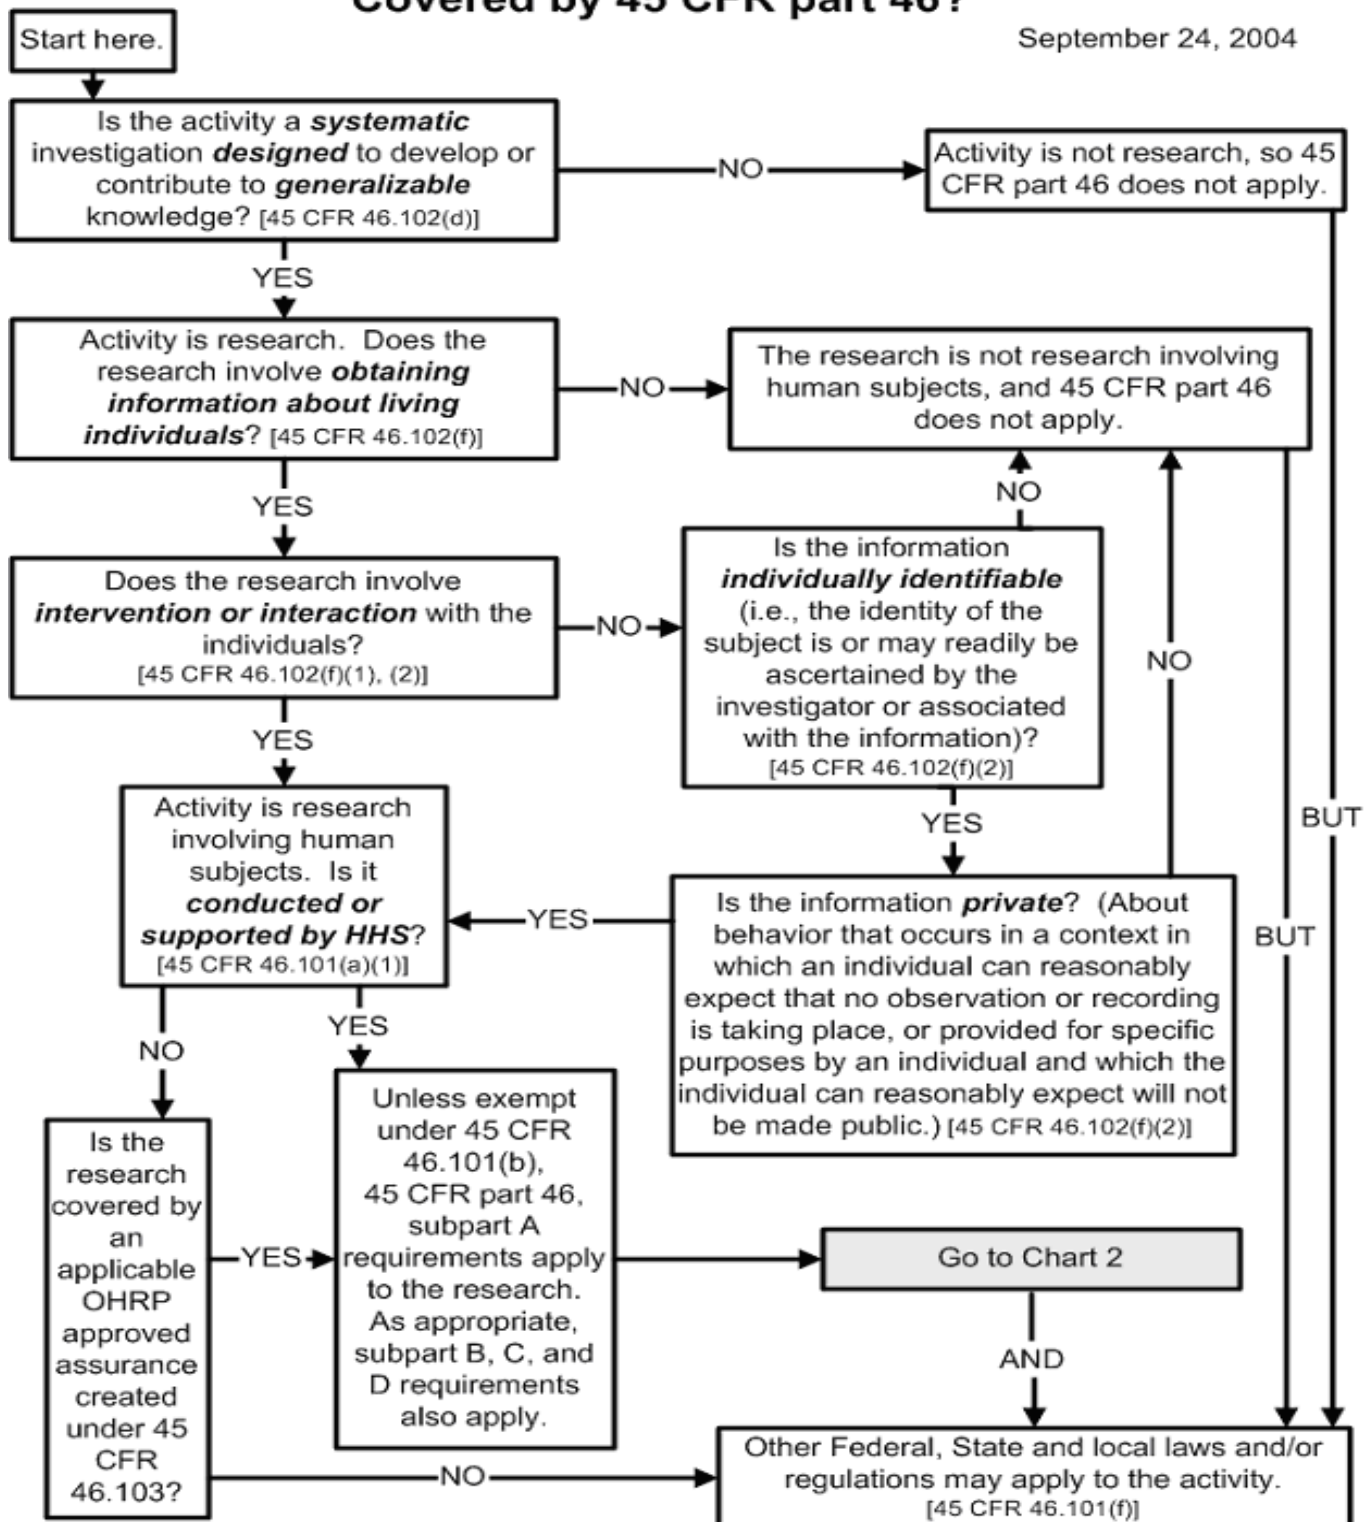 Covered by 45 CFR part 46?
Start here.
September 24, 2004
Is the activity a systematic
investigation designed to develop or
contribute to generalizable
knowledge? [45 CFR 46.102(d)]
NO
Activity is not research, so 45
CFR part 46 does not apply.
YES
Activity is research. Does the
research involve obtaining
information about living
individuals? [45 CFR 46.102(f)]
NO
The research is not research involving
human subjects, and 45 CFR part 46
does not apply.
YES
NO
Does the research involve
intervention or interaction with the
individuals?
[45 CFR 46.102(f)(1), (2)]
NO
Is the information
individually identifiable
(i.e., the identity of the
subject is or may readily be
ascertained by the
investigator or associated
with the information)?
[45 CFR 46.102(f)(2)]
NO
YES
YES
BUT
Activity is research
involving human
subjects. Is it
conducted or
supported by HHS?
[45 CFR 46.101(a)(1)]
YES
Is the information private? (About
behavior that occurs in a context in
which an individual can reasonably
expect that no observation or recording
is taking place, or provided for specific
purposes by an individual and which the
individual can reasonably expect will not
be made public.) [45 CFR 46.102(f)(2)]
BUT
NO
YES
Is the
research
covered by
an
applicable
OHRP
approved
assurance
created
under 45
CFR
46.103?
YES
Unless exempt
under 45 CFR
46.101(b),
45 CFR part 46,
subpart A
requirements apply
to the research.
As appropriate,
subpart B, C, and
D requirements
also apply.
Go to Chart 2
AND
NO
Other Federal, State and local laws and/or
regulations may apply to the activity.
[45 CFR 46.101(f)]